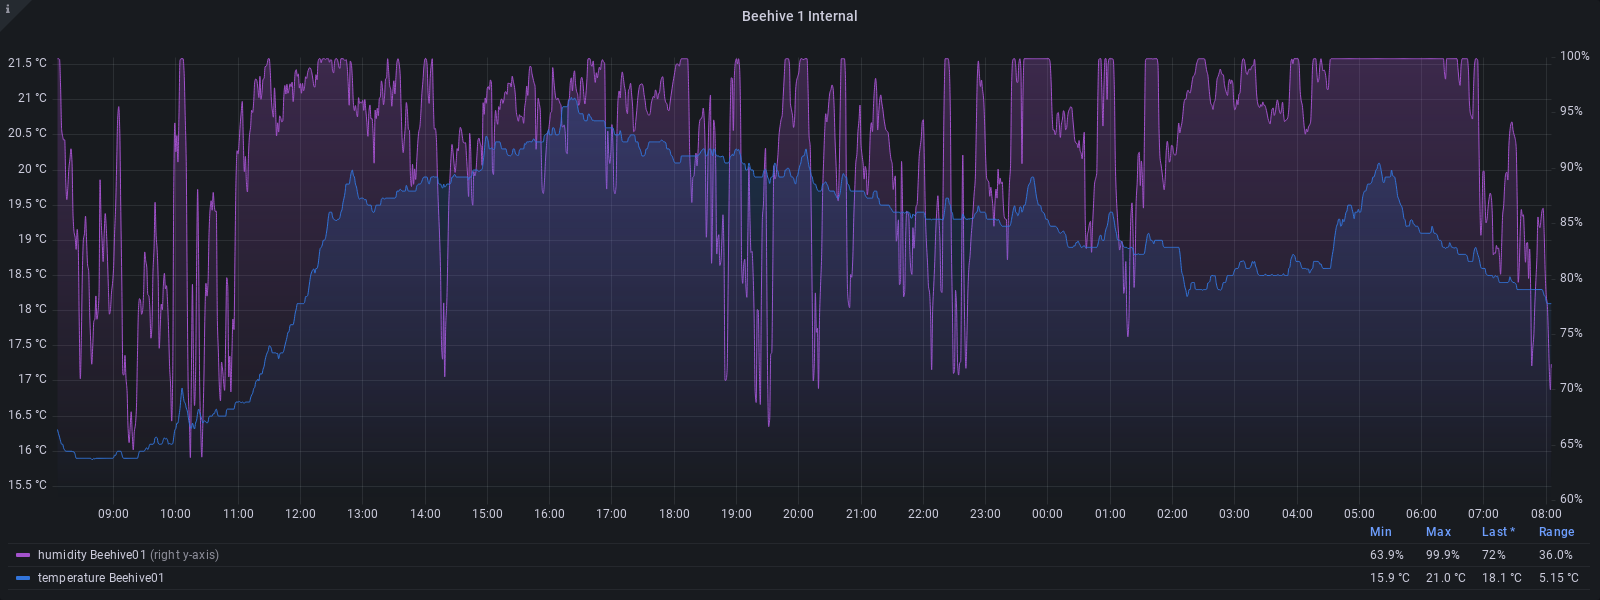 i
Beehive 1 Internal
21.5 °C
21 °C
20.5 °C
20 °C
19.5 °C
19 °C
18.5 °C
18 °C
17.5 °C
17 °C
16.5 °C
16 °C
15.5 °C
100%
95%
90%
85%
80%
75%
70%
65%
60%
09:00 10:00 11:00 12:00 13:00 14:00 15:00 16:00 17:00 18:00 19:00 20:00 21:00 22:00 23:00 00:00 01:00 02:00 03:00 04:00 05:00 06:00 07:00 08:00
Min Max Last * Range
humidity Beehive01 (right y-axis) 63.9% 99.9% 72% 36.0%
temperature Beehive01 15.9 °C 21.0 °C 18.1 °C 5.15 °C